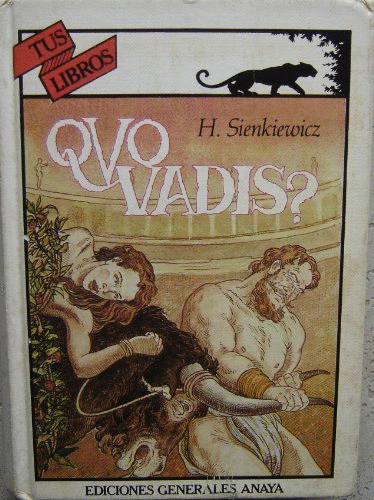 TUS
LIBROS
H. Sienkiewicz
QVO
VADIS?
EDICIONES GENERALES ANAYA